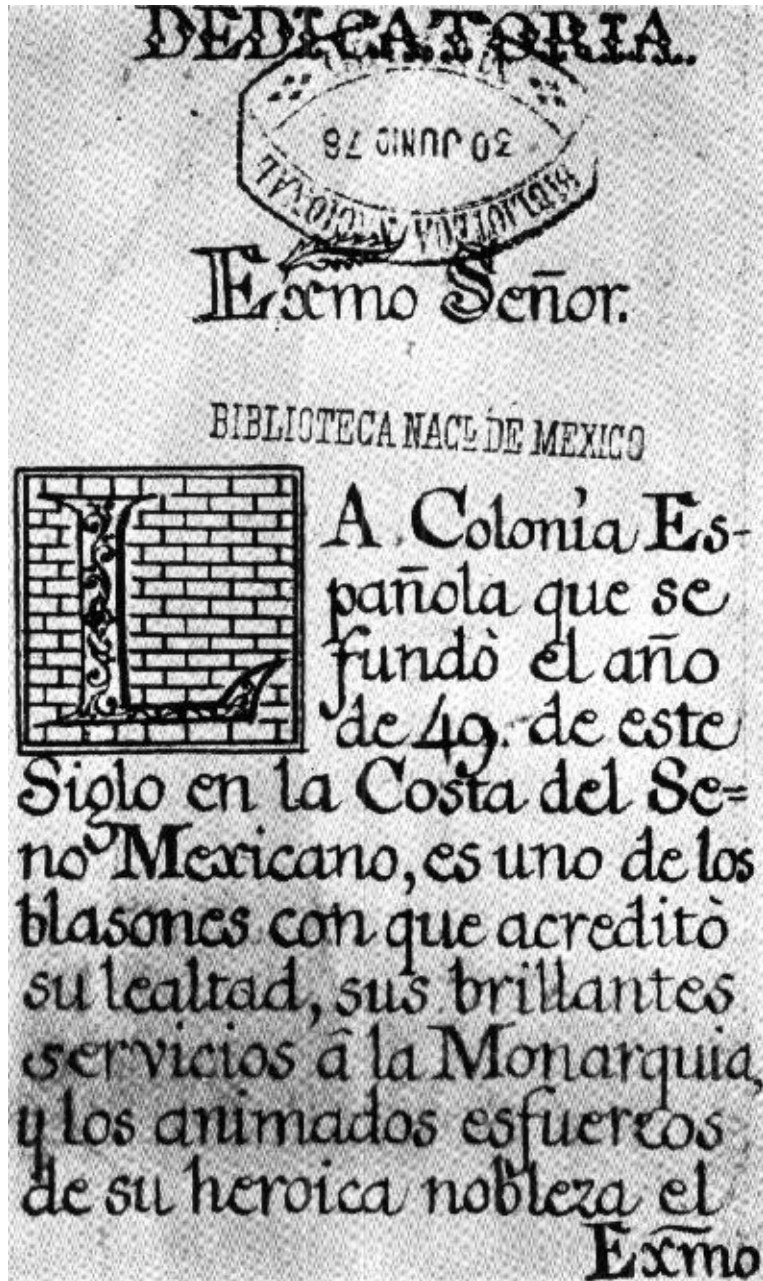 DEDICATORIA.
30 JUNIO 78
BIBLIOTECA NACIONAL
Exm̄o Señor.
BIBLIOTECA NACL DE MEXICO
LA Colonia Es-
pañola que se
fundò el año
de 49. de este
Siglo en la Costa del Se=
no Mexicano, es uno de los
blasones con que acreditò
su lealtad, sus brillantes
servicios â la Monarquia,
y los animados esfuerzos
de su heroica nobleza el
Exm̄o